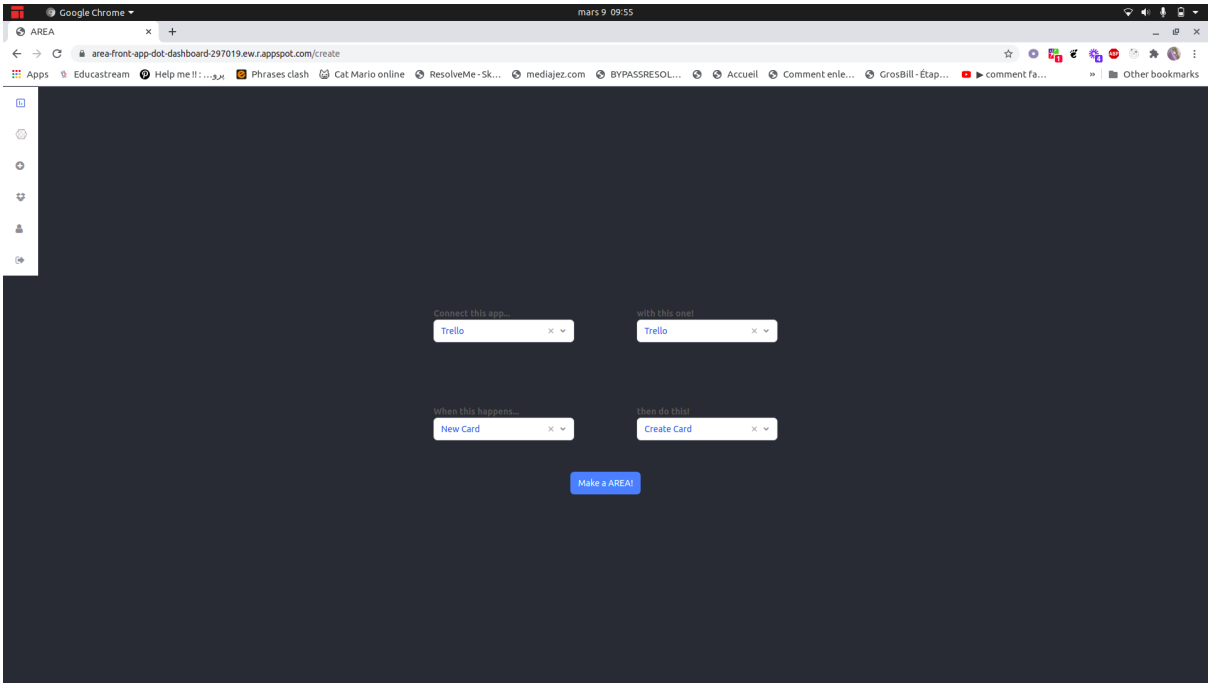 Google Chrome
mars 9 09:55
AREA
area-front-app-dot-dashboard-297019.ew.r.appspot.com/create
Apps Educastream Help me !! : ...يرو Phrases clash Cat Mario online ResolveMe - Sk... mediajez.com BYPASSRESOL... Accueil Comment enle... GrosBill - Étap... ▶ comment fa... » Other bookmarks
Connect this app... with this one!
Trello Trello
When this happens... then do this!
New Card Create Card
Make a AREA!